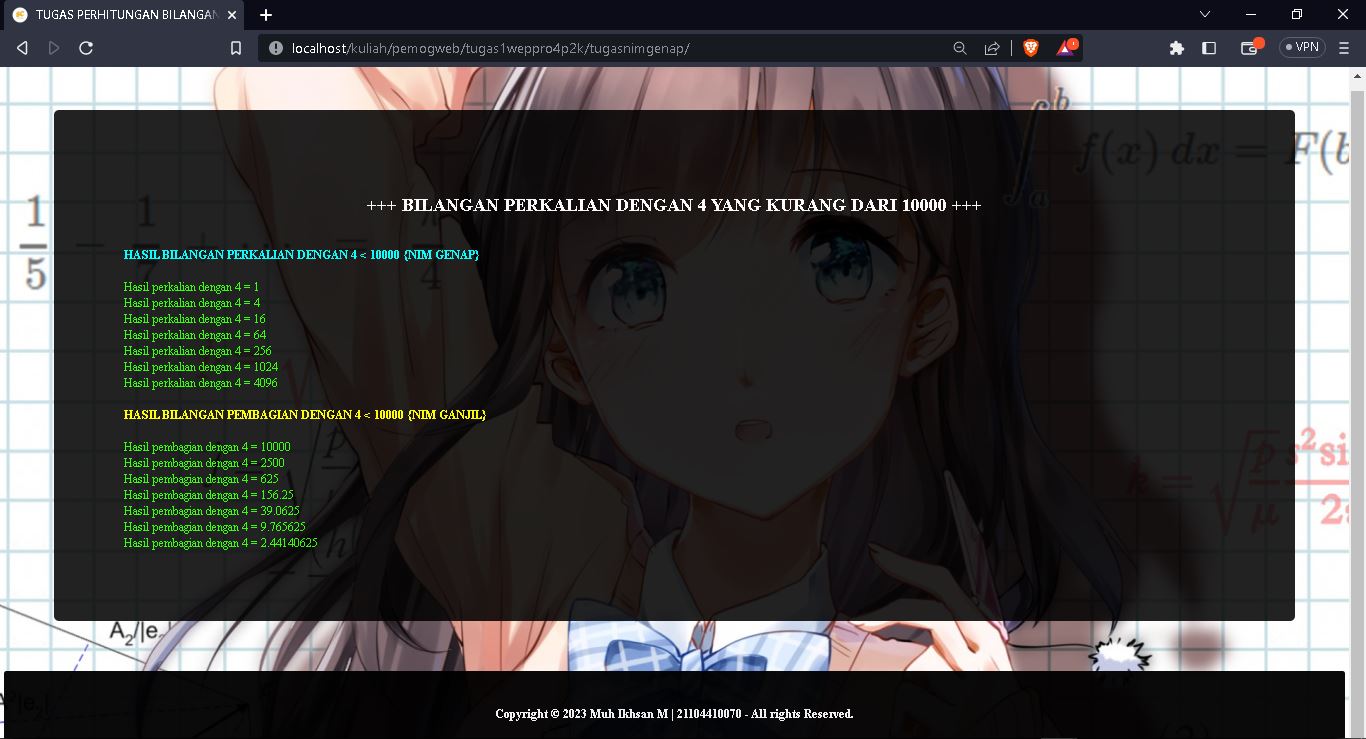 TUGAS PERHITUNGAN BILANGAN
localhost/kuliah/pemogweb/tugas1weppro4p2k/tugasnimgenap/
VPN
+++ BILANGAN PERKALIAN DENGAN 4 YANG KURANG DARI 10000 +++
HASIL BILANGAN PERKALIAN DENGAN 4 < 10000 {NIM GENAP}
Hasil perkalian dengan 4 = 1
Hasil perkalian dengan 4 = 4
Hasil perkalian dengan 4 = 16
Hasil perkalian dengan 4 = 64
Hasil perkalian dengan 4 = 256
Hasil perkalian dengan 4 = 1024
Hasil perkalian dengan 4 = 4096
HASIL BILANGAN PEMBAGIAN DENGAN 4 < 10000 {NIM GANJIL}
Hasil pembagian dengan 4 = 10000
Hasil pembagian dengan 4 = 2500
Hasil pembagian dengan 4 = 625
Hasil pembagian dengan 4 = 156.25
Hasil pembagian dengan 4 = 39.0625
Hasil pembagian dengan 4 = 9.765625
Hasil pembagian dengan 4 = 2.44140625
Copyright © 2023 Muh Ikhsan M | 21104410070 - All rights Reserved.